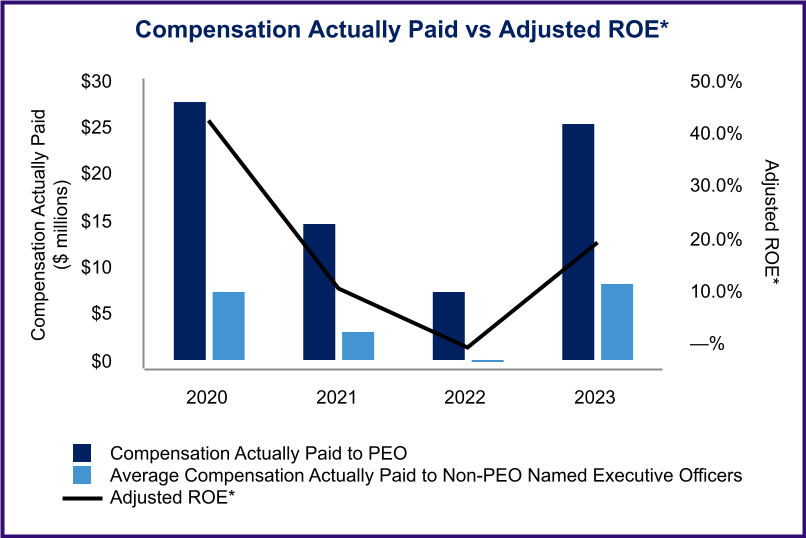 Compensation Actually Paid vs Adjusted ROE*
Compensation Actually Paid
($ millions)
$30
$25
$20
$15
$10
$5
$0
50.0%
40.0%
30.0%
20.0%
10.0%
—%
Adjusted ROE*
2020
2021
2022
2023
Compensation Actually Paid to PEO
Average Compensation Actually Paid to Non-PEO Named Executive Officers
Adjusted ROE*